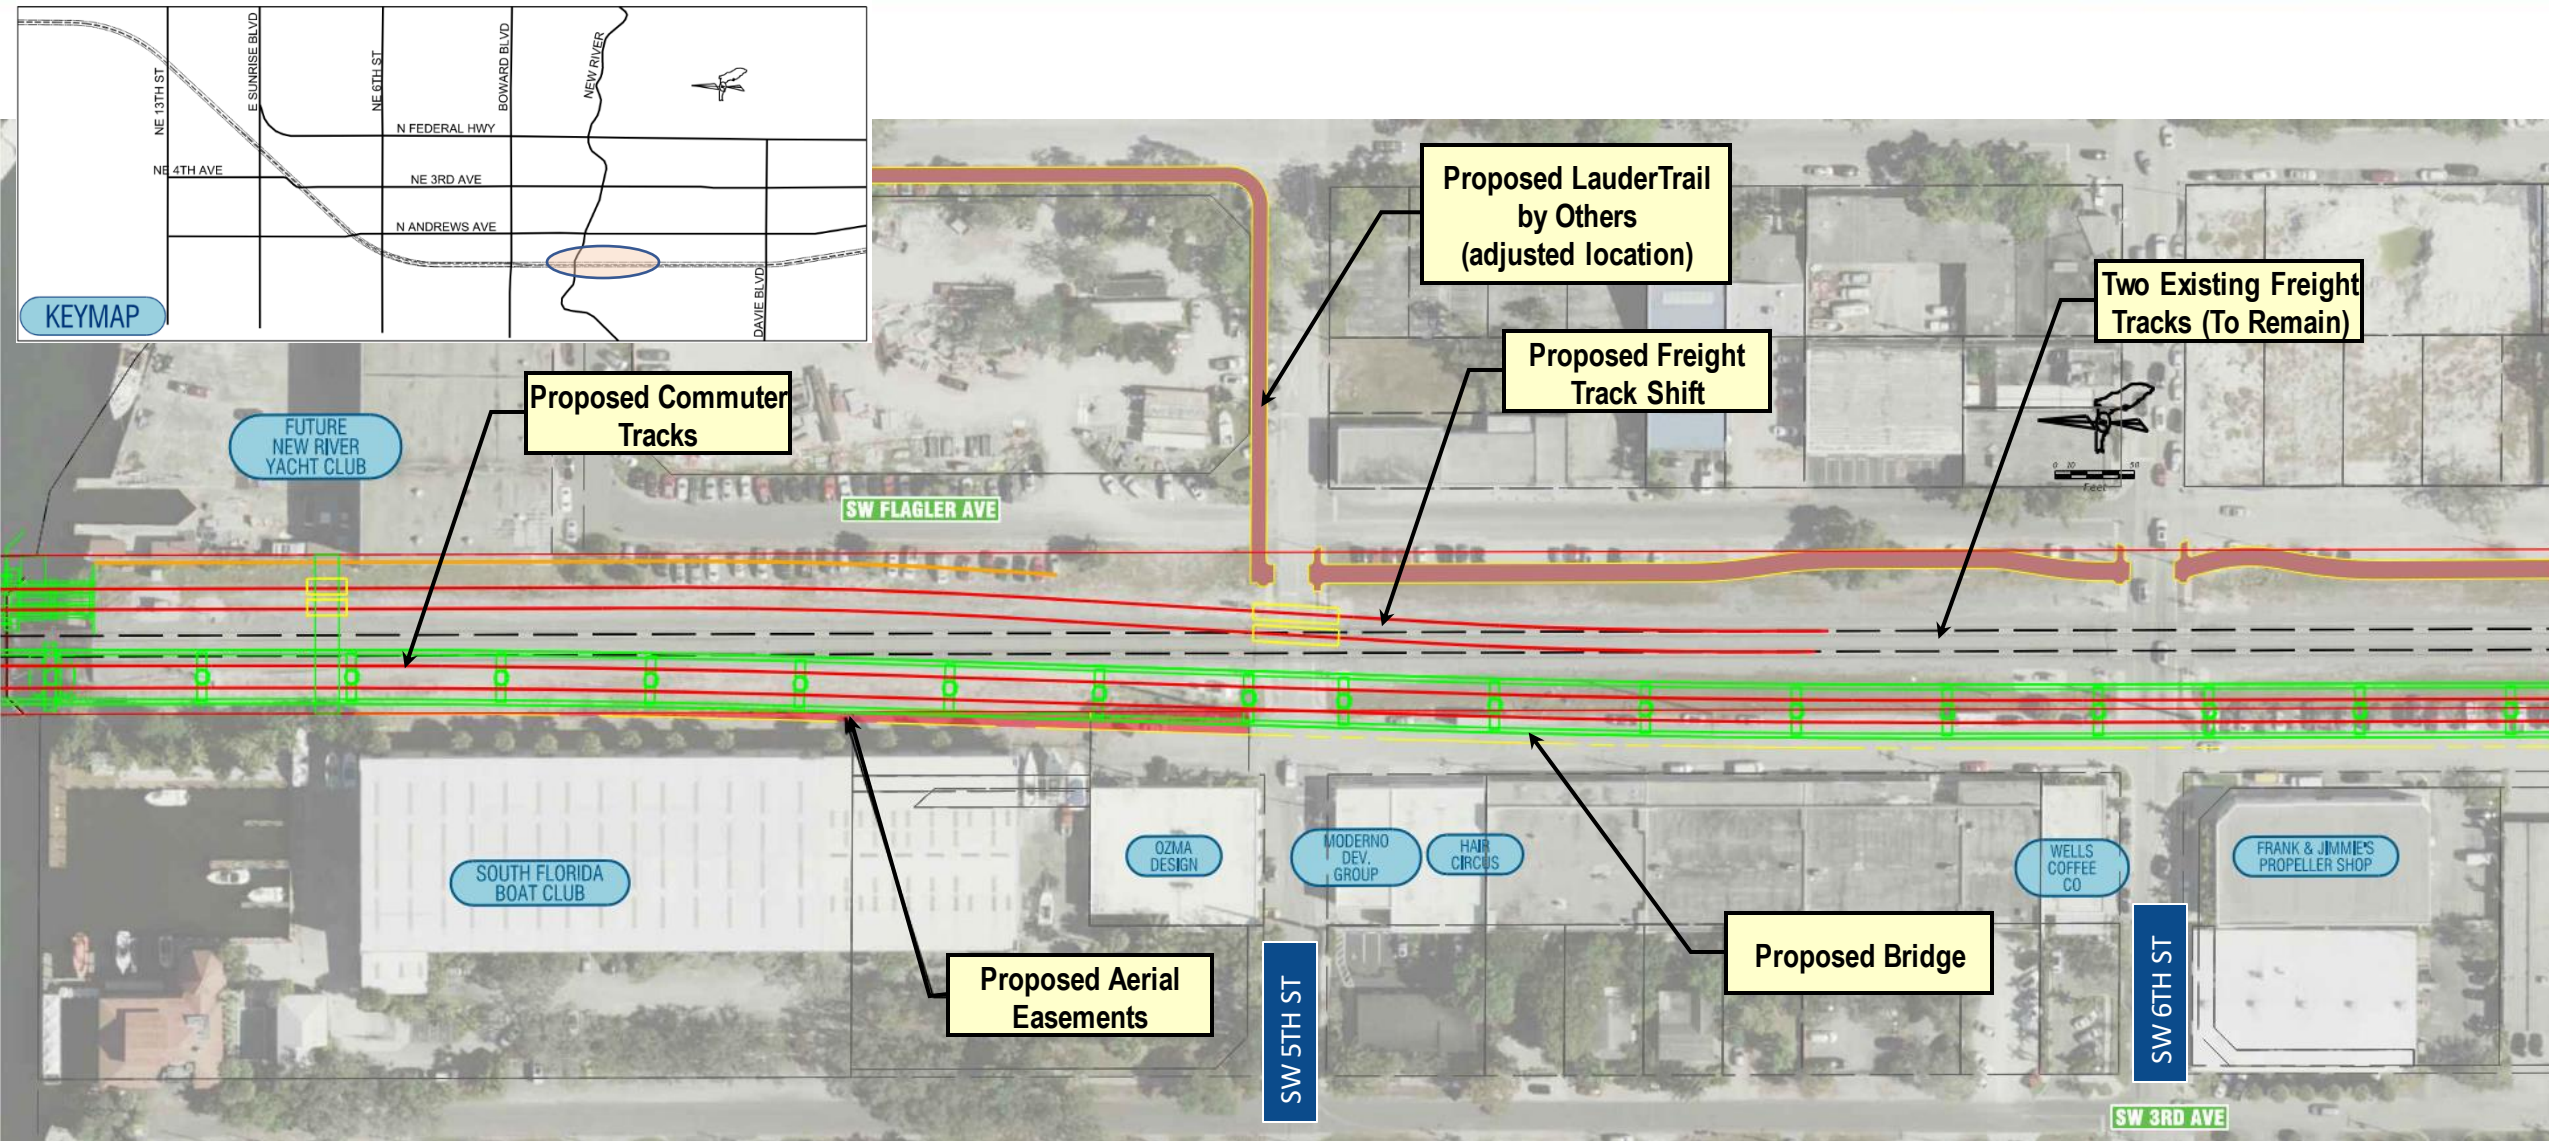 NE 13TH ST
E SUNRISE BLVD
NE 6TH ST
BOWARD BLVD
NEW RIVER
N FEDERAL HWY
NE 4TH AVE
NE 3RD AVE
N ANDREWS AVE
DAVIE BLVD
KEYMAP
Proposed LauderTrail
by Others
(adjusted location)
Two Existing Freight
Tracks (To Remain)
Proposed Freight
Track Shift
Proposed Commuter
Tracks
FUTURE
NEW RIVER
YACHT CLUB
0 10 50
Feet
SW FLAGLER AVE
SOUTH FLORIDA
BOAT CLUB
OZMA
DESIGN
MODERNO
DEV.
GROUP
HAIR
CIRCUS
WELLS
COFFEE
CO
FRANK & JIMMIE'S
PROPELLER SHOP
Proposed Aerial
Easements
Proposed Bridge
SW 5TH ST
SW 6TH ST
SW 3RD AVE